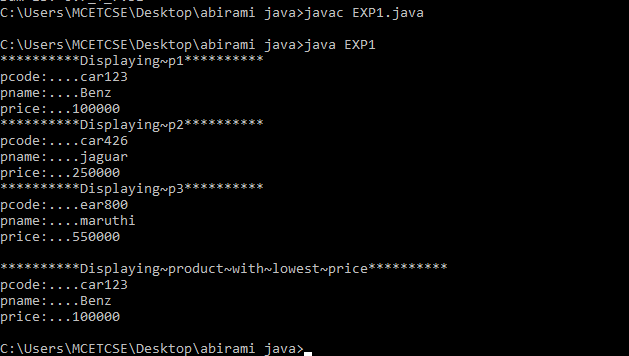 C:\Users\MCETCSE\Desktop\abirami java>javac EXP1.java
C:\Users\MCETCSE\Desktop\abirami java>java EXP1
**********Displaying~p1**********
pcode:....car123
pname:....Benz
price:...100000
**********Displaying~p2**********
pcode:....car426
pname:....jaguar
price:...250000
**********Displaying~p3**********
pcode:....ear800
pname:....maruthi
price:...550000
**********Displaying~product~with~lowest~price**********
pcode:....car123
pname:....Benz
price:...100000
C:\Users\MCETCSE\Desktop\abirami java>